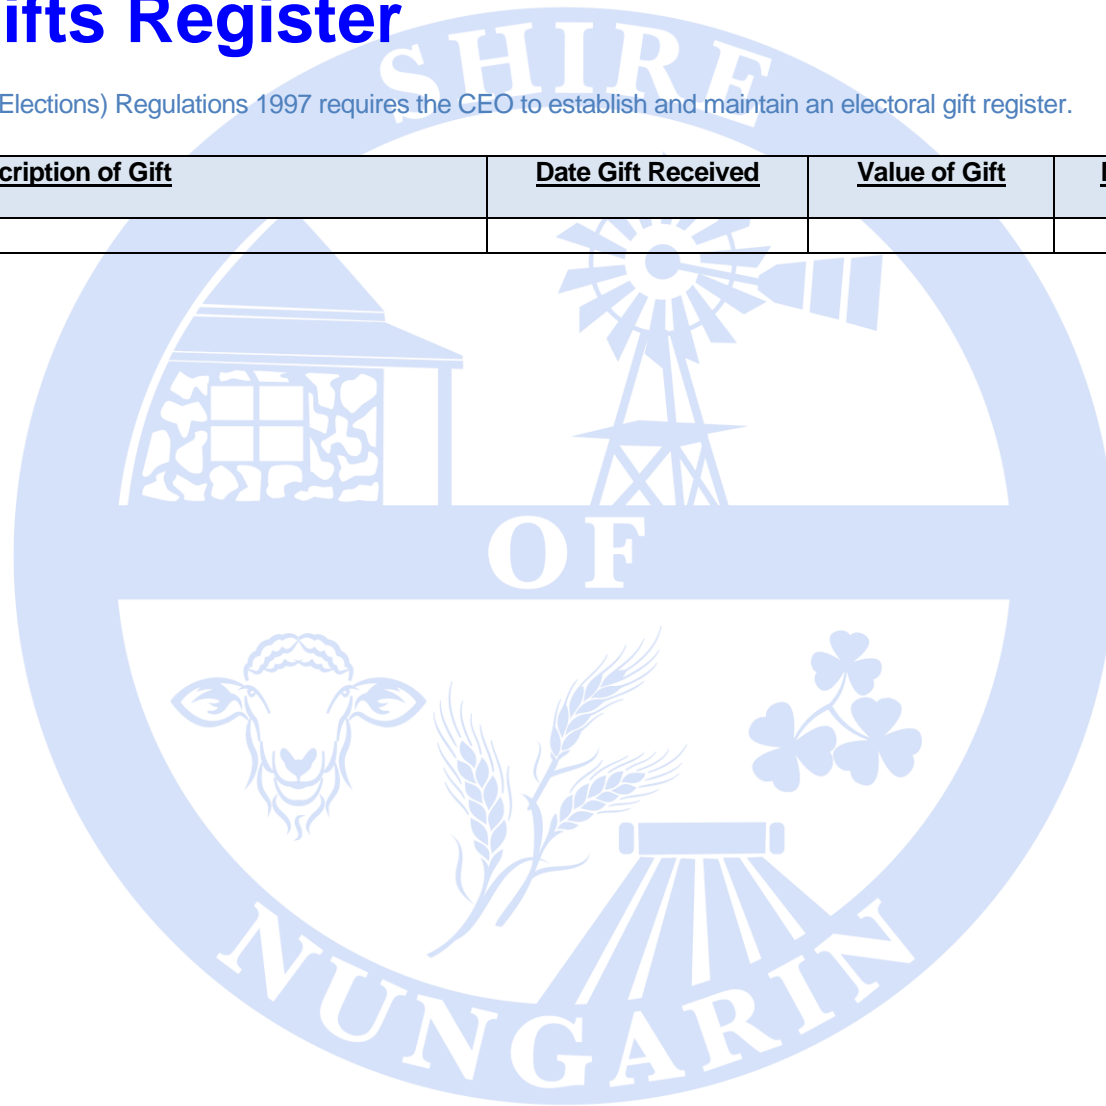 ifts Register
Elections) Regulations 1997 requires the CEO to establish and maintain an electoral gift register.
cription of Gift Date Gift Received Value of Gift
SHIRE
OF
NUNGARIN